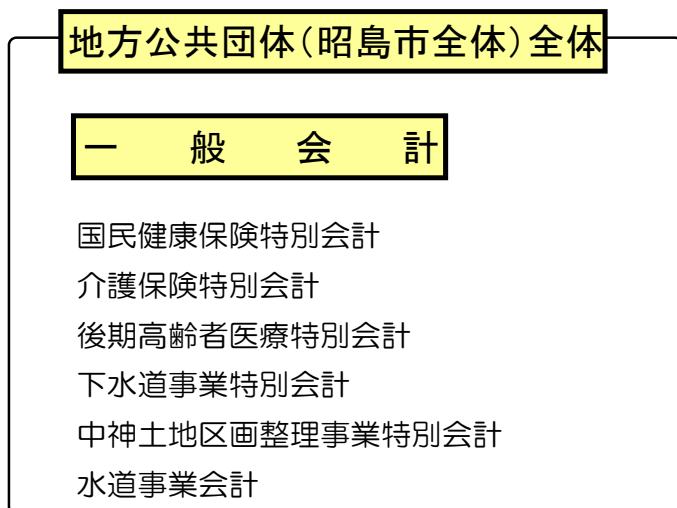 地方公共団体(昭島市全体)全体
一般会計
国民健康保険特別会計
介護保険特別会計
後期高齢者医療特別会計
下水道事業特別会計
中神土地区画整理事業特別会計
水道事業会計